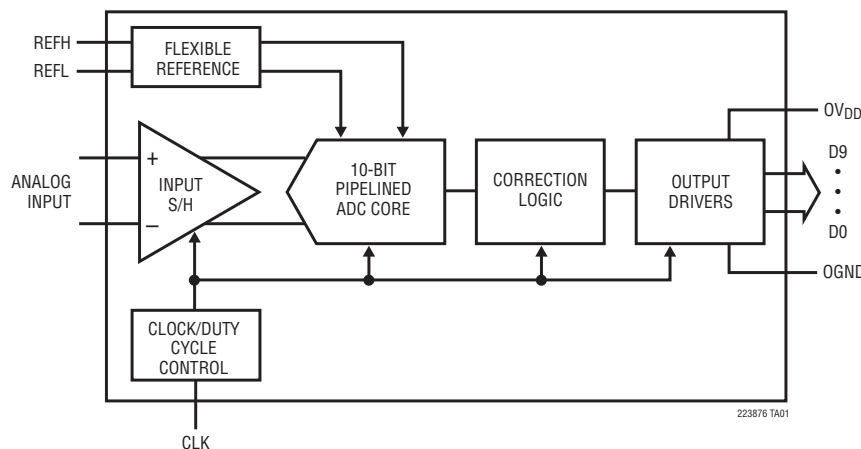 REFH
REFL
FLEXIBLE
REFERENCE
ANALOG
INPUT
+
–
INPUT
S/H
10-BIT
PIPELINED
ADC CORE
CORRECTION
LOGIC
OUTPUT
DRIVERS
OVDD
D9
•
•
•
D0
OGND
CLOCK/DUTY
CYCLE
CONTROL
CLK
223876 TA01